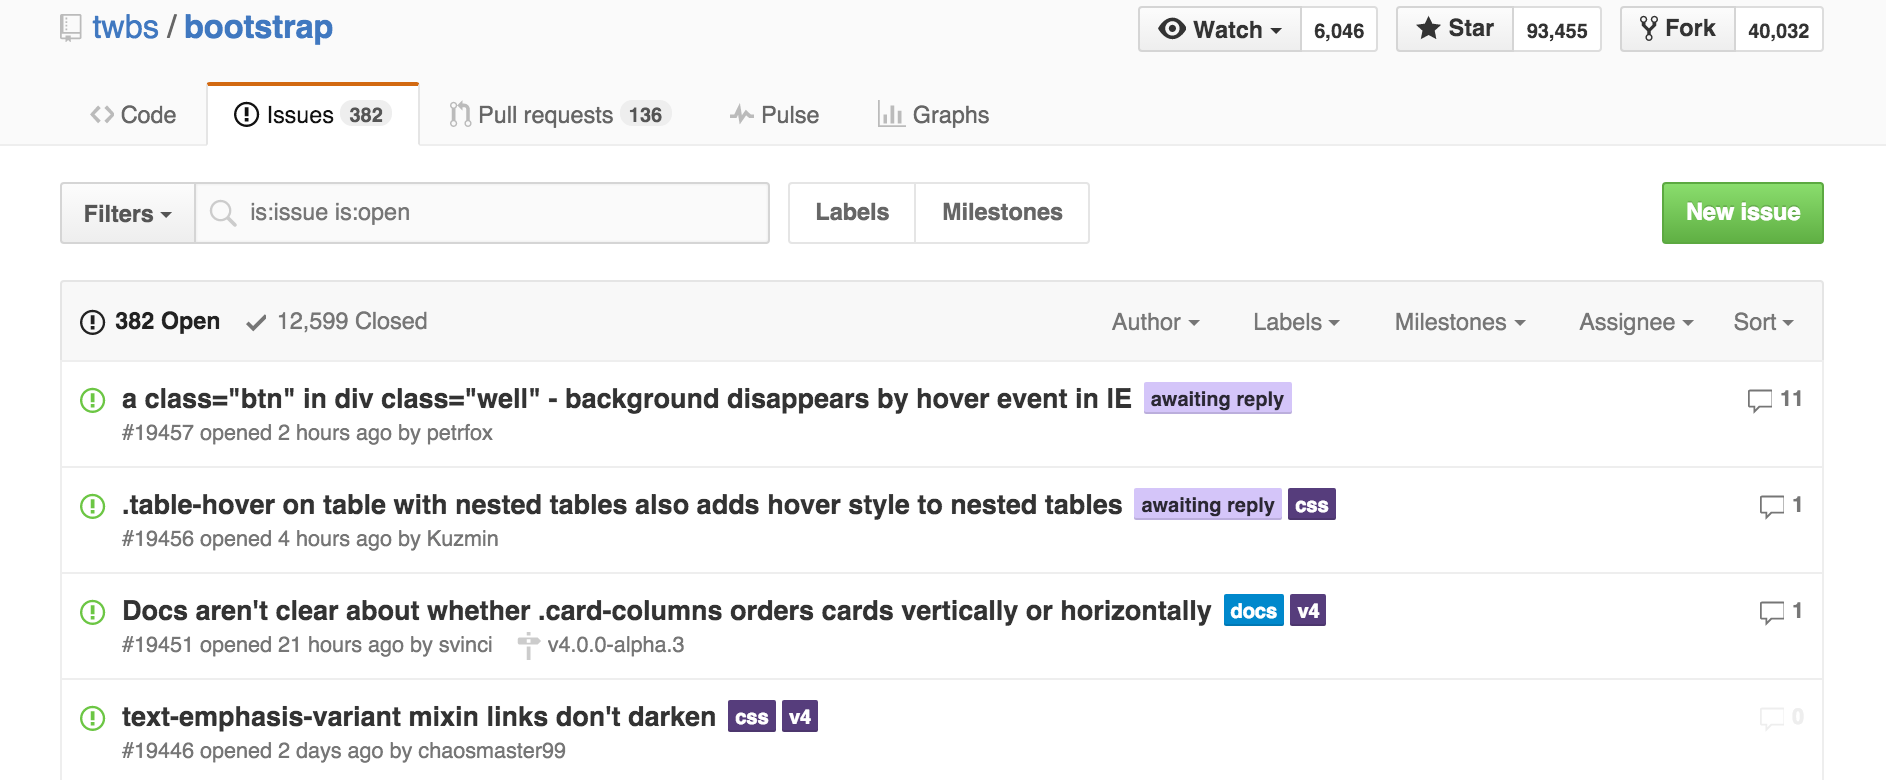 twbs / bootstrap Watch 6,046 Star 93,455 Fork 40,032
Code Issues 382 Pull requests 136 Pulse Graphs
Filters is:issue is:open Labels Milestones New issue
382 Open 12,599 Closed Author Labels Milestones Assignee Sort
a class="btn" in div class="well" - background disappears by hover event in IE awaiting reply 11
#19457 opened 2 hours ago by petrfox
.table-hover on table with nested tables also adds hover style to nested tables awaiting reply css 1
#19456 opened 4 hours ago by Kuzmin
Docs aren't clear about whether .card-columns orders cards vertically or horizontally docs v4 1
#19451 opened 21 hours ago by svinci v4.0.0-alpha.3
text-emphasis-variant mixin links don't darken css v4 0
#19446 opened 2 days ago by chaosmaster99